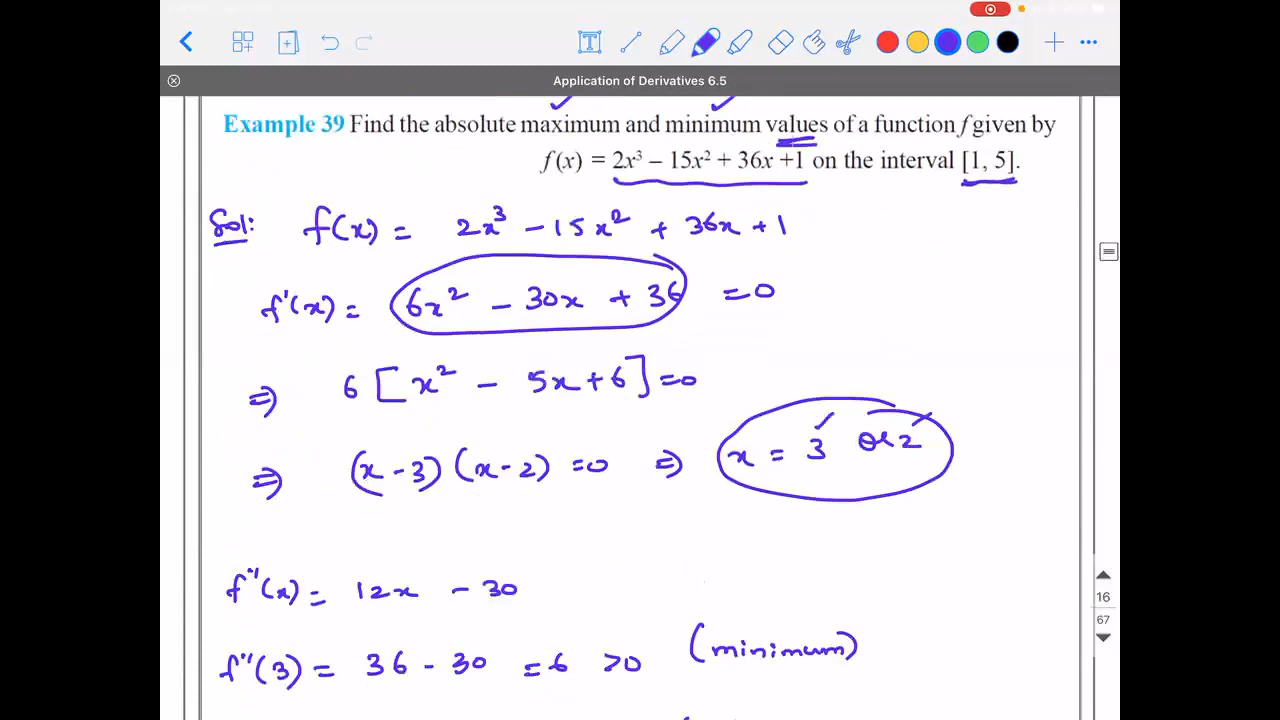 Application of Derivatives 6.5
Example 39 Find the absolute maximum and minimum values of a function f given by
f(x) = 2x³ – 15x² + 36x +1 on the interval [1, 5].
Sol: f(x) = 2x³ - 15x² + 36x + 1
f'(x) = 6x² - 30x + 36 = 0
⇒ 6[x² - 5x + 6] = 0
⇒ (x-3)(x-2) = 0 ⇒ x = 3 or 2
f''(x) = 12x - 30
16
67
f''(3) = 36 - 30 = 6 >0 (minimum)